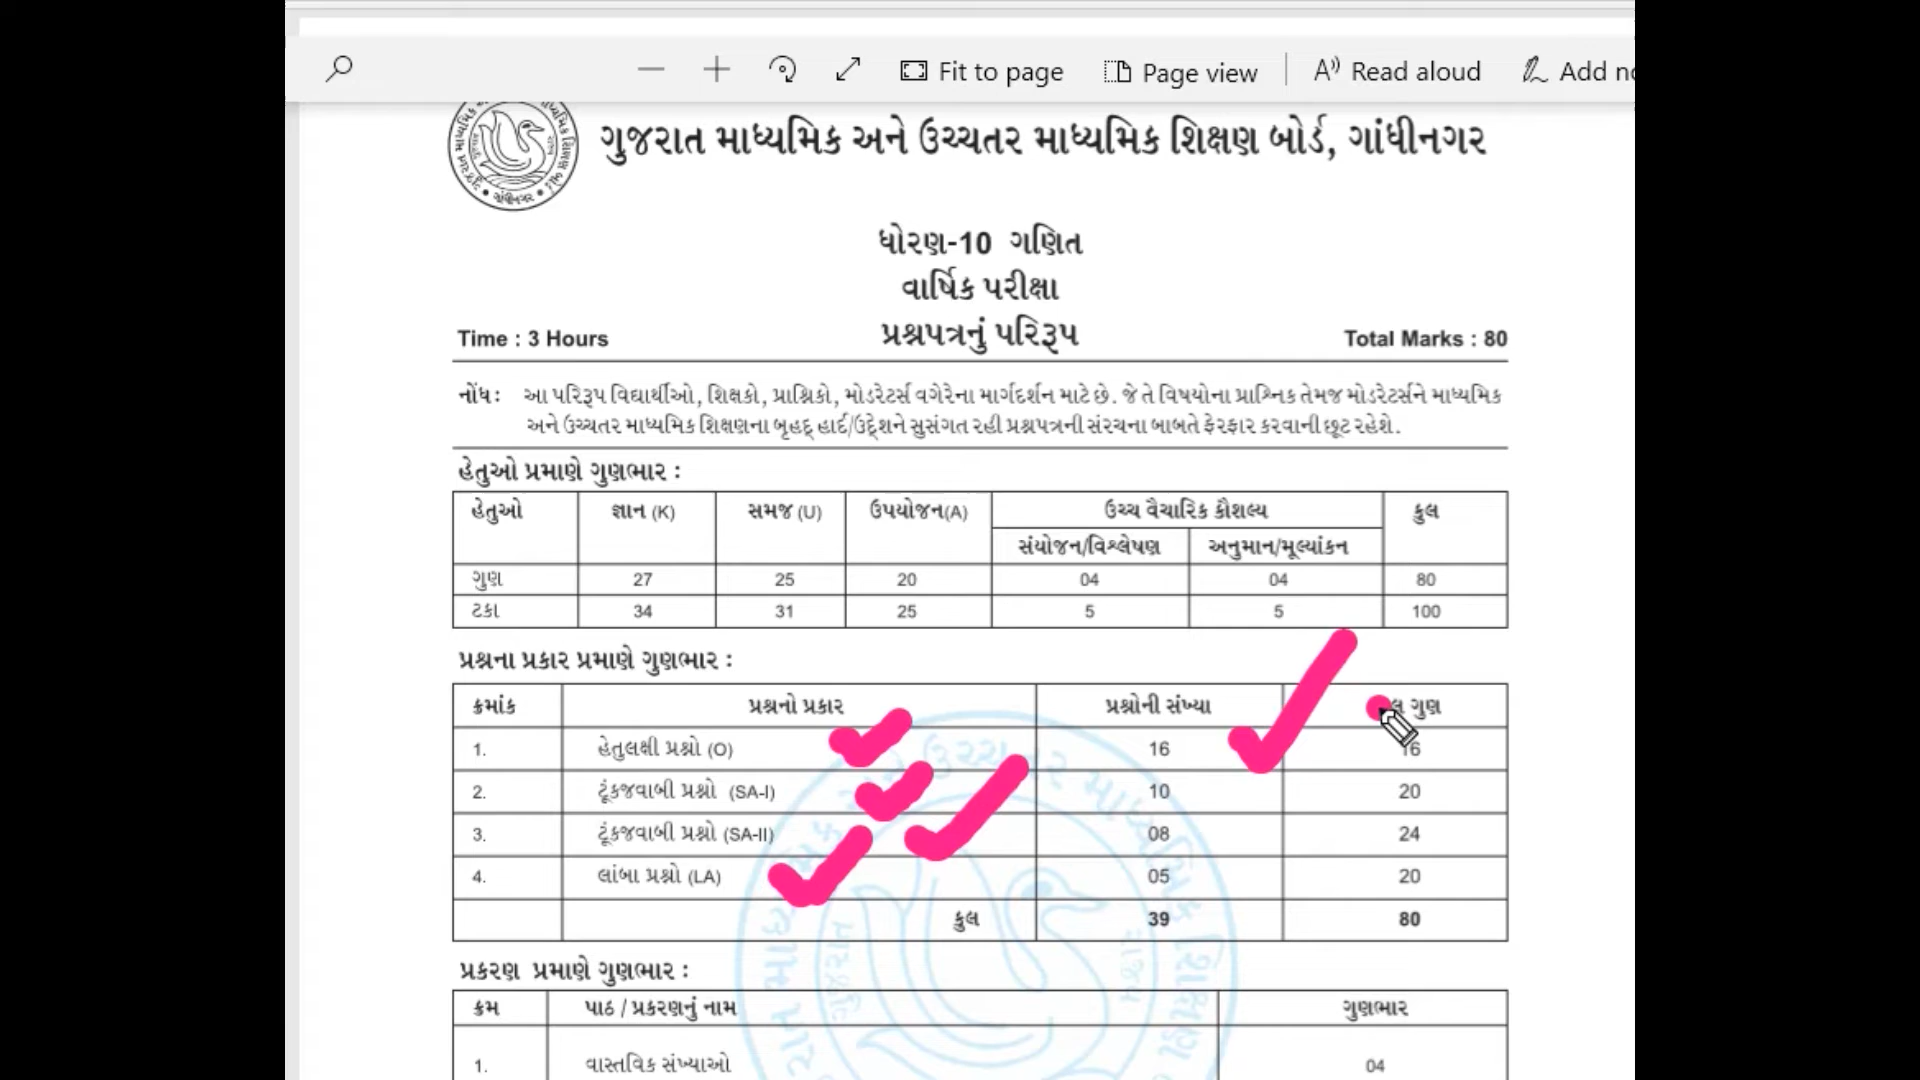 Fit to page
Page view
Read aloud
Add no
ગુજરાત માધ્યમિક અને ઉચ્ચતર માધ્યમિક શિક્ષણ બોર્ડ, ગાંધીનગર
ધોરણ-10 ગણિત
વાર્ષિક પરીક્ષા
Time : 3 Hours પ્રશ્નપત્રનું પરિરૂપ Total Marks : 80
નોંધ: આ પરિરૂપ વિદ્યાર્થીઓ, શિક્ષકો, પ્રાશ્નિકો, મોડરેટર્સ વગેરેના માર્ગદર્શન માટે છે. જે તે વિષયોના પ્રાશ્નિક તેમજ મોડરેટર્સને માધ્યમિક
અને ઉચ્ચતર માધ્યમિક શિક્ષણના બૃહદ્ હાર્દ/ઉદ્દેશને સુસંગત રહી પ્રશ્નપત્રની સંરચના બાબતે ફેરફાર કરવાની છૂટ રહેશે.
હેતુઓ પ્રમાણે ગુણભાર :
હેતુઓ જ્ઞાન (K) સમજ (U) ઉપયોજન(A) ઉચ્ચ વૈચારિક કૌશલ્ય કુલ
સંયોજન/વિશ્લેષણ અનુમાન/મૂલ્યાંકન
ગુણ 27 25 20 04 04 80
ટકા 34 31 25 5 5 100
પ્રશ્નના પ્રકાર પ્રમાણે ગુણભાર :
ક્રમાંક પ્રશ્નનો પ્રકાર પ્રશ્નોની સંખ્યા ગુણ
1. હેતુલક્ષી પ્રશ્નો (O) 16 16
2. ટૂંકજવાબી પ્રશ્નો (SA-I) 10 20
3. ટૂંકજવાબી પ્રશ્નો (SA-II) 08 24
4. લાંબા પ્રશ્નો (LA) 05 20
કુલ 39 80
પ્રકરણ પ્રમાણે ગુણભાર :
ક્રમ પાઠ / પ્રકરણનું નામ ગુણભાર
1. વાસ્તવિક સંખ્યાઓ 04